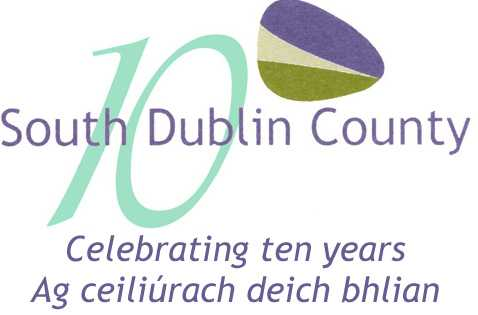 10
South Dublin County
Celebrating ten years
Ag ceiliúrach deich bhlian